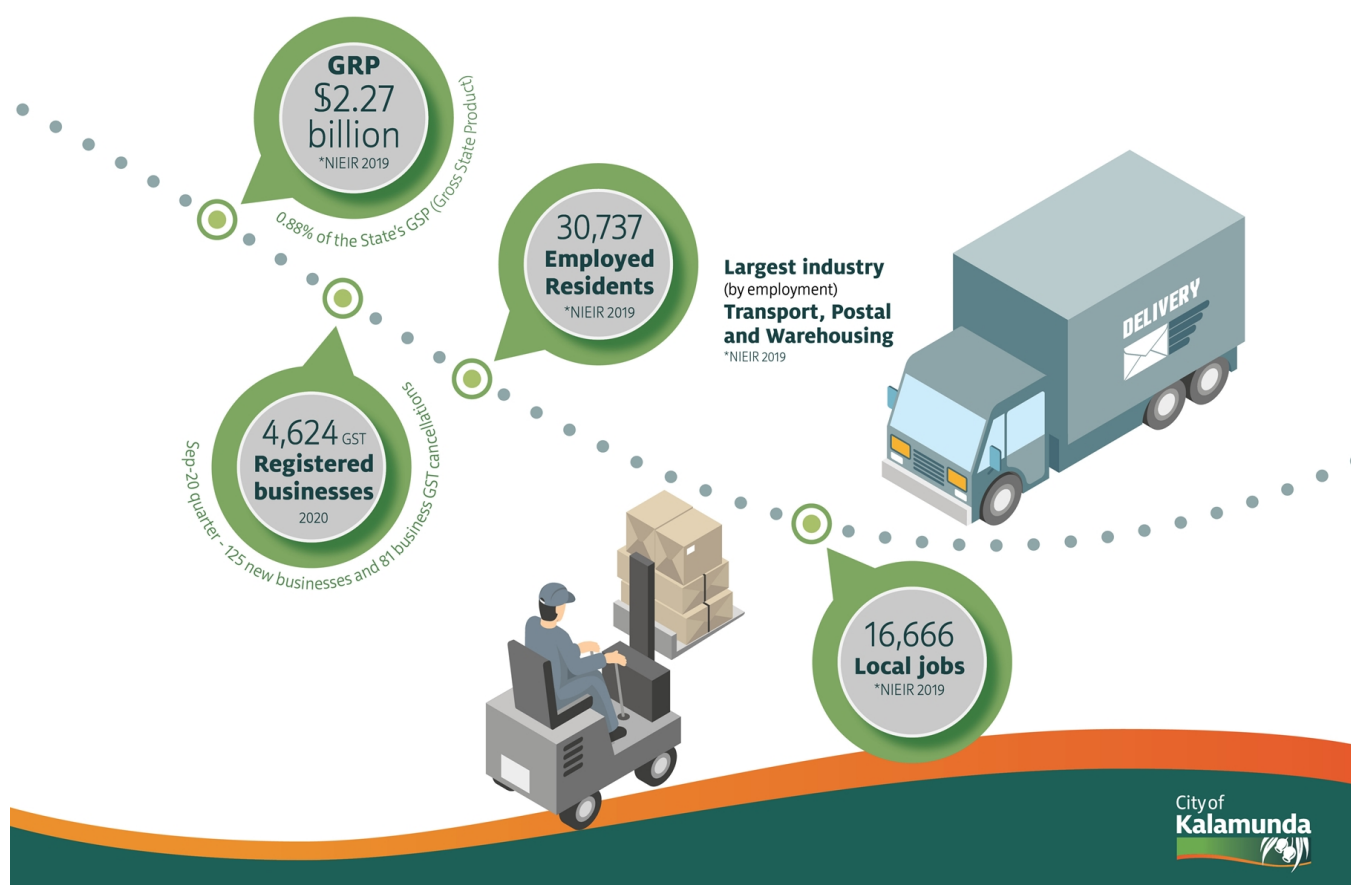 GRP
$2.27
billion
*NIEIR 2019
0.88% of the State's GSP (Gross State Product)
30,737
Employed
Residents
*NIEIR 2019
Largest industry
(by employment)
Transport, Postal
and Warehousing
*NIEIR 2019
DELIVERY
4,624 GST
Registered
businesses
2020
Sep-20 quarter - 125 new businesses and 81 business GST cancellations
16,666
Local jobs
*NIEIR 2019
City of
Kalamunda